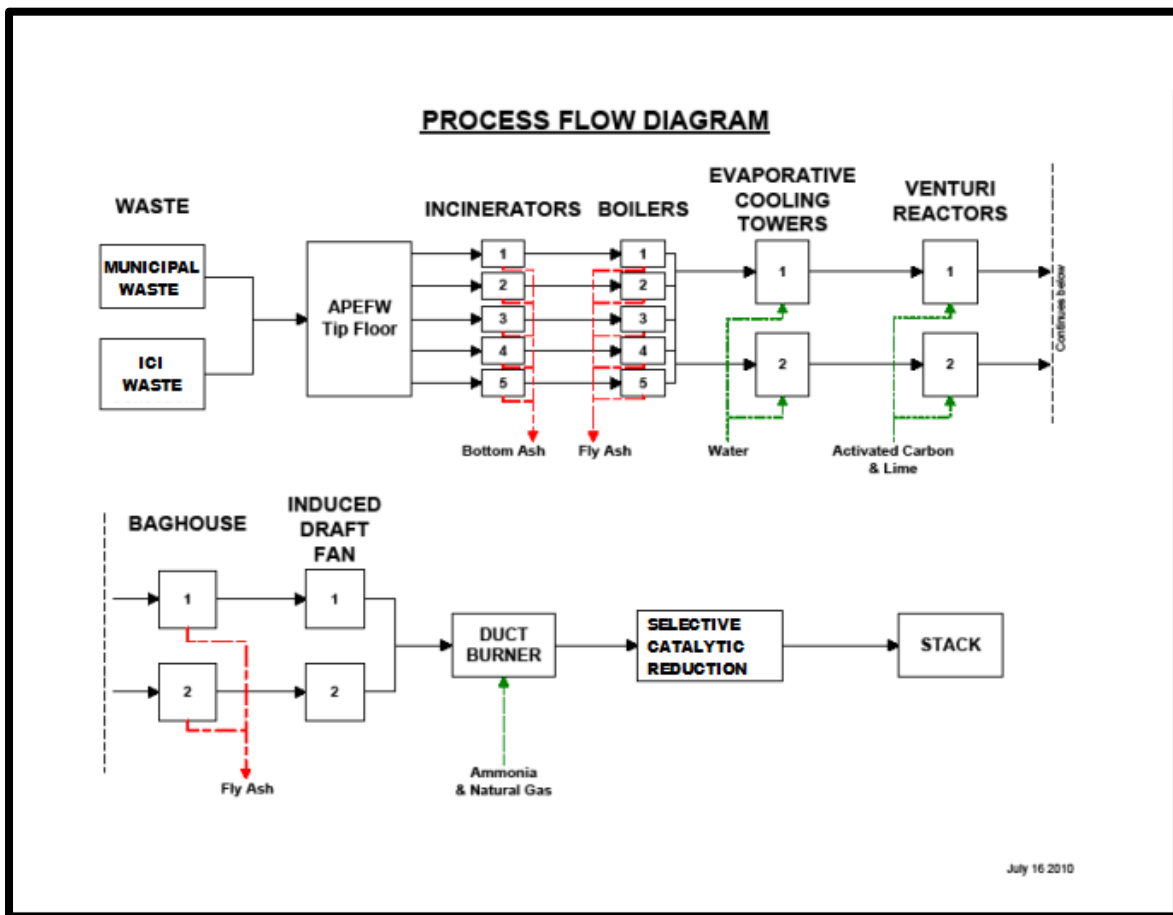 PROCESS FLOW DIAGRAM
WASTE
MUNICIPAL
WASTE
ICI
WASTE
APEFW
Tip Floor
INCINERATORS
1
2
3
4
5
Bottom Ash
BOILERS
1
2
3
4
5
Fly Ash
EVAPORATIVE
COOLING
TOWERS
1
2
Water
VENTURI
REACTORS
1
2
Activated Carbon
& Lime
Continues below
BAGHOUSE
1
2
Fly Ash
INDUCED
DRAFT
FAN
1
2
DUCT
BURNER
Ammonia
& Natural Gas
SELECTIVE
CATALYTIC
REDUCTION
STACK
July 16 2010